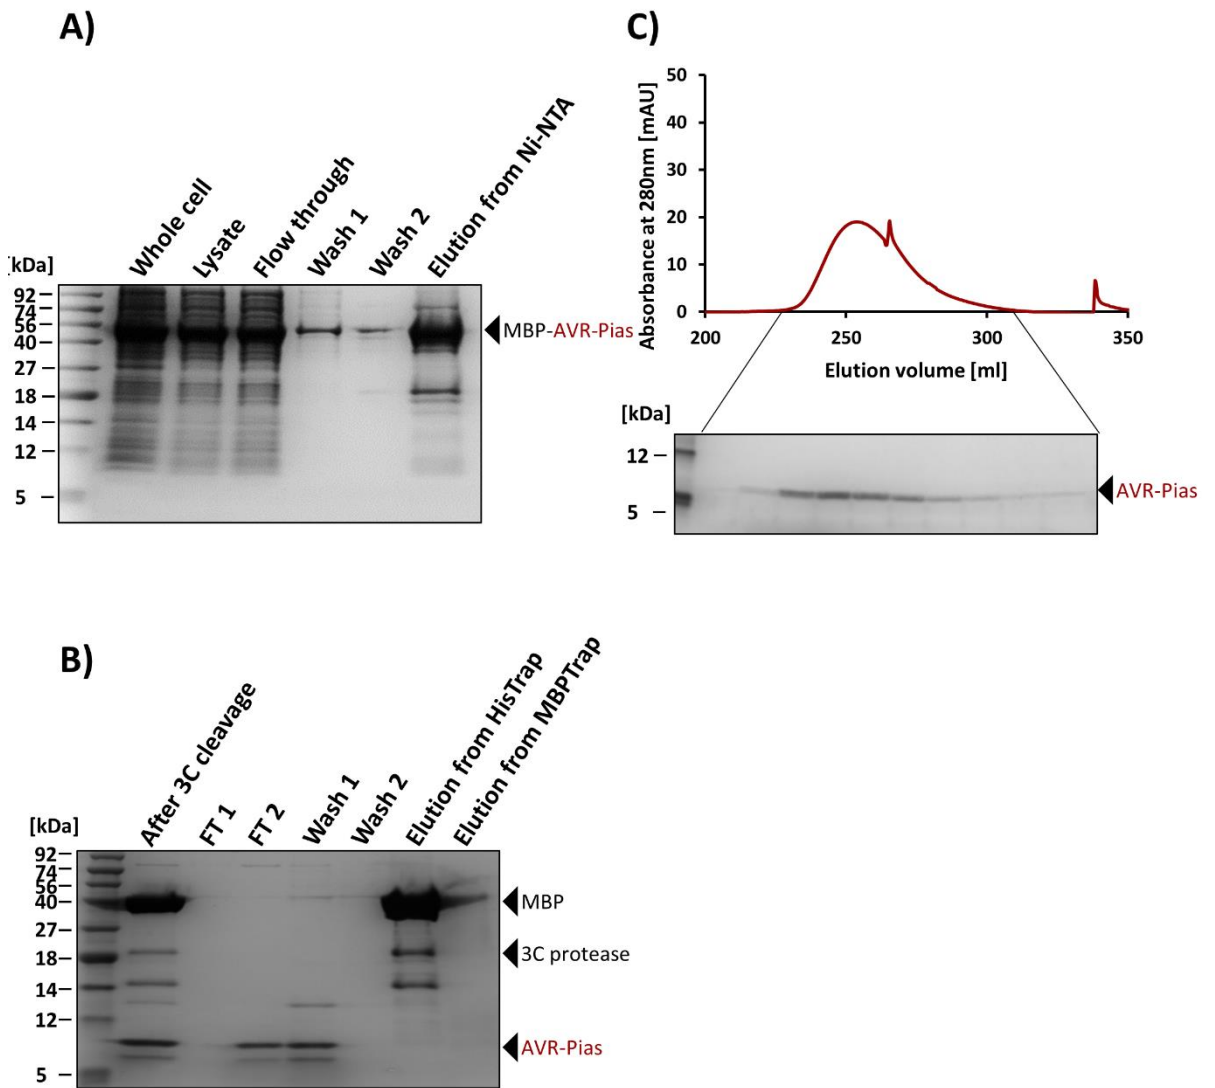 A)
Whole cell
Lysate
Flow through
Wash 1
Wash 2
Elution from Ni-NTA
[kDa]
92
74
56
40
27
18
14
12
5
MBP-AVR-Pias
C)
Absorbance at 280nm [mAU]
50
40
30
20
10
0
200
250
300
350
Elution volume [ml]
[kDa]
12
5
AVR-Pias
B)
After 3C cleavage
FT 1
FT 2
Wash 1
Wash 2
Elution from HisTrap
Elution from MBPTrap
[kDa]
92
74
56
40
27
18
14
12
5
MBP
3C protease
AVR-Pias